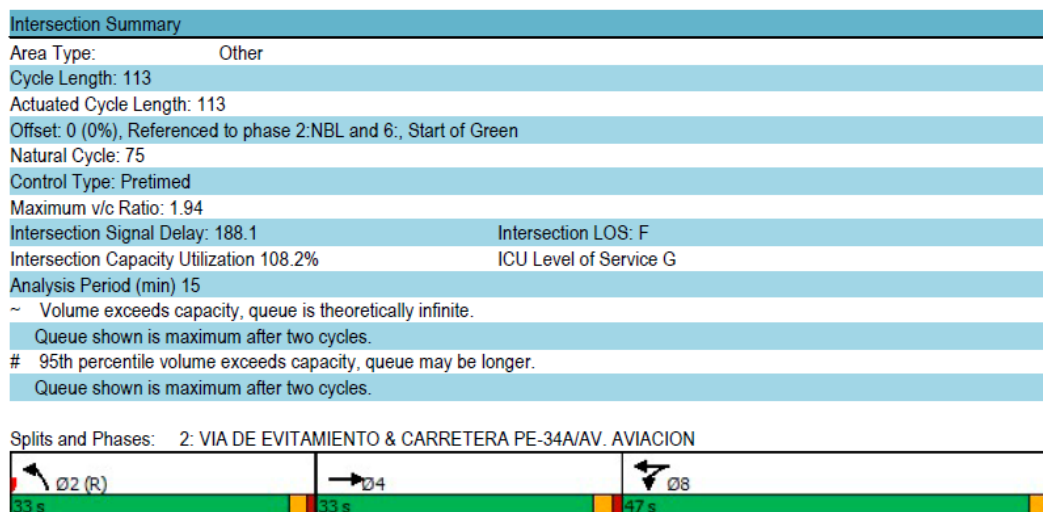 Intersection Summary
Area Type: Other
Cycle Length: 113
Actuated Cycle Length: 113
Offset: 0 (0%), Referenced to phase 2:NBL and 6:, Start of Green
Natural Cycle: 75
Control Type: Pretimed
Maximum v/c Ratio: 1.94
Intersection Signal Delay: 188.1 Intersection LOS: F
Intersection Capacity Utilization 108.2% ICU Level of Service G
Analysis Period (min) 15
~ Volume exceeds capacity, queue is theoretically infinite.
Queue shown is maximum after two cycles.
# 95th percentile volume exceeds capacity, queue may be longer.
Queue shown is maximum after two cycles.
Splits and Phases: 2: VIA DE EVITAMIENTO & CARRETERA PE-34A/AV. AVIACION
Ø2 (R) Ø4 Ø8
33 s 33 s 47 s